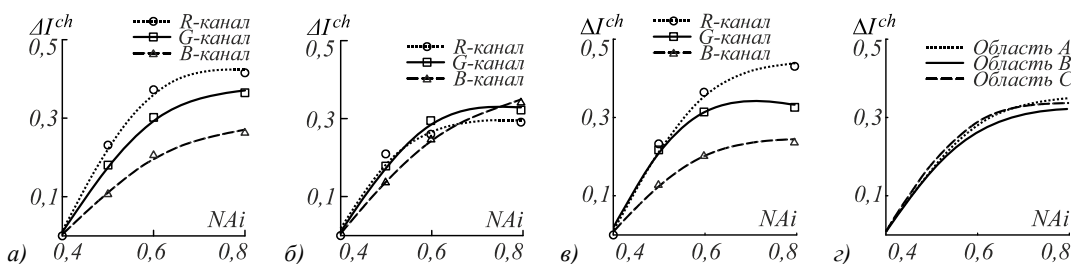 ΔI^ch
R-канал
G-канал
B-канал
0,5
0,3
0,1
NAi
а)
0,4
0,6
0,8
ΔI^ch
R-канал
G-канал
B-канал
0,5
0,3
0,1
NAi
б)
0,4
0,6
0,8
ΔI^ch
R-канал
G-канал
B-канал
0,5
0,3
0,1
NAi
в)
0,4
0,6
0,8
ΔI^ch
Область A
Область B
Область C
0,5
0,3
0,1
NAi
г)
0,4
0,6
0,8